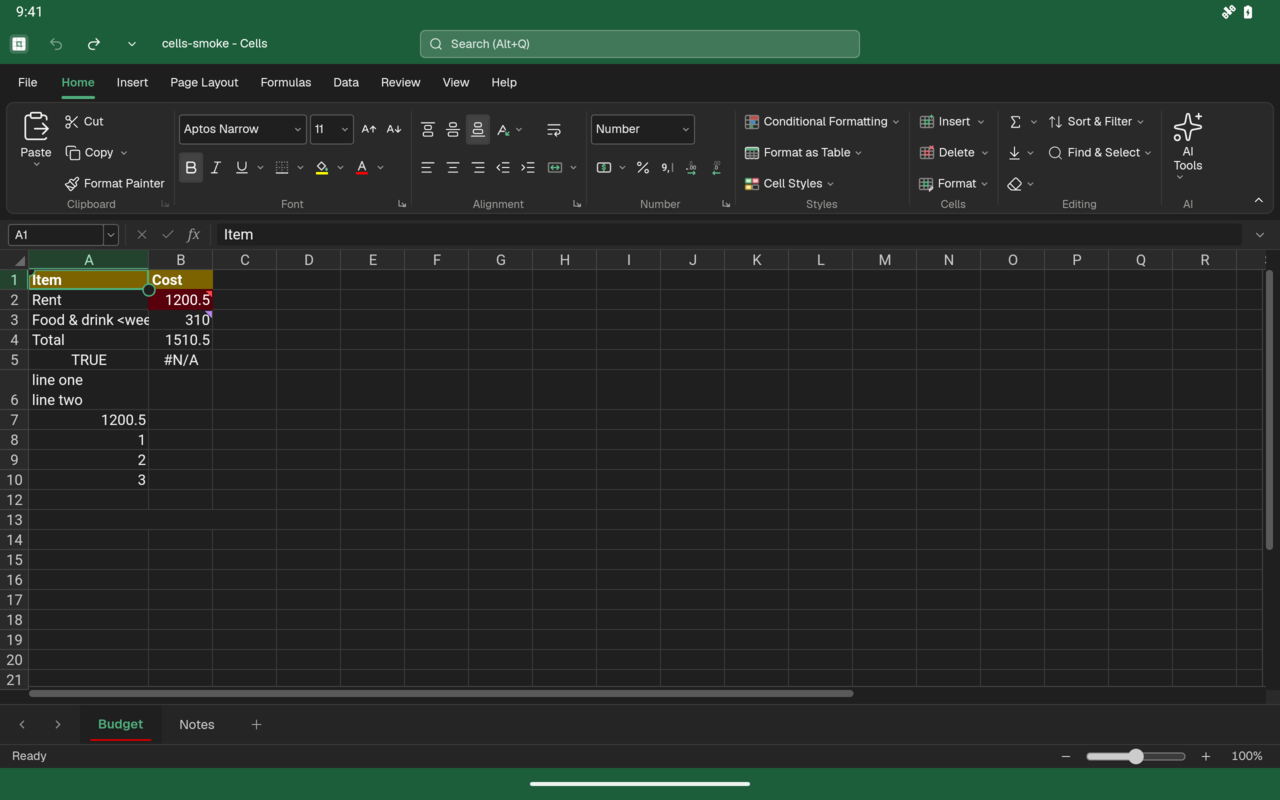 9:41
cells-smoke - Cells
Search (Alt+Q)
File Home Insert Page Layout Formulas Data Review View Help
Paste
Cut
Copy
Format Painter
Clipboard
Aptos Narrow 11
B I U A
Font
Alignment
Number
%
Number
Conditional Formatting
Format as Table
Cell Styles
Styles
Insert
Delete
Format
Cells
Sort & Filter
Find & Select
Editing
AI Tools
AI
A1 fx Item
A B C D E F G H I J K L M N O P Q R
1 Item Cost
2 Rent 1200.5
3 Food & drink <wee 310
4 Total 1510.5
5 TRUE #N/A
line one
6 line two
7 1200.5
8 1
9 2
10 3
12
13
14
15
16
17
18
19
20
21
Budget Notes
Ready 100%